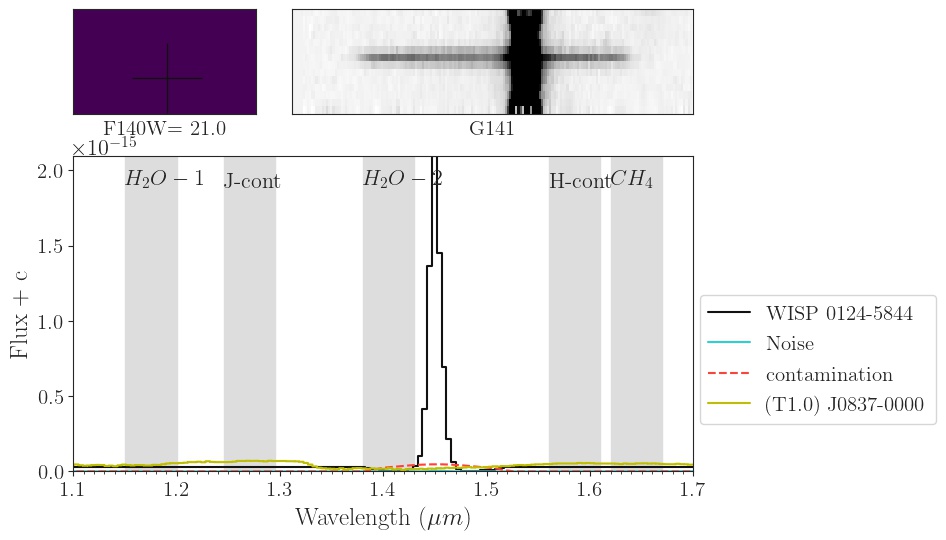 F140W= 21.0
G141
×10⁻¹⁵
H₂O − 1
J-cont
H₂O − 2
H-cont
CH₄
2.0
1.5
1.0
0.5
0.0
Flux + c
1.1
1.2
1.3
1.4
1.5
1.6
1.7
Wavelength (μm)
WISP 0124-5844
Noise
contamination
(T1.0) J0837-0000